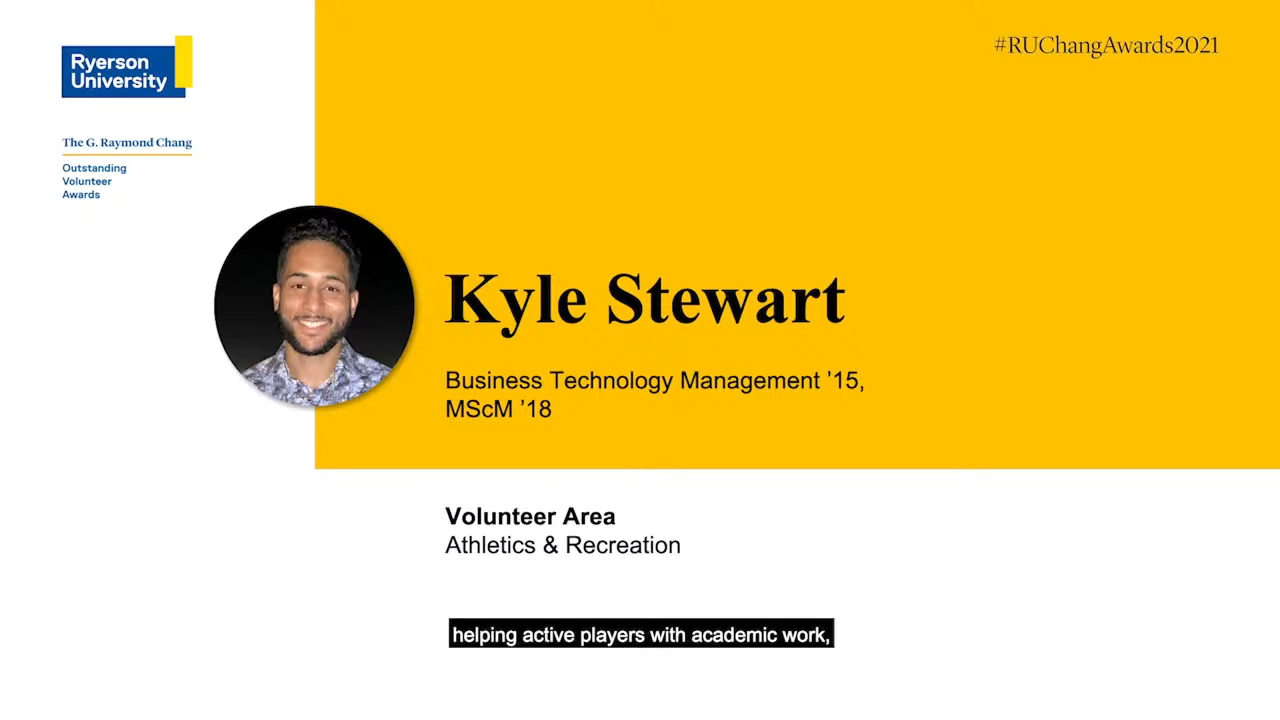 Ryerson
University
#RUChangAwards2021
The G. Raymond Chang
Outstanding
Volunteer
Awards
Kyle Stewart
Business Technology Management ’15,
MScM ’18
Volunteer Area
Athletics & Recreation
helping active players with academic work,